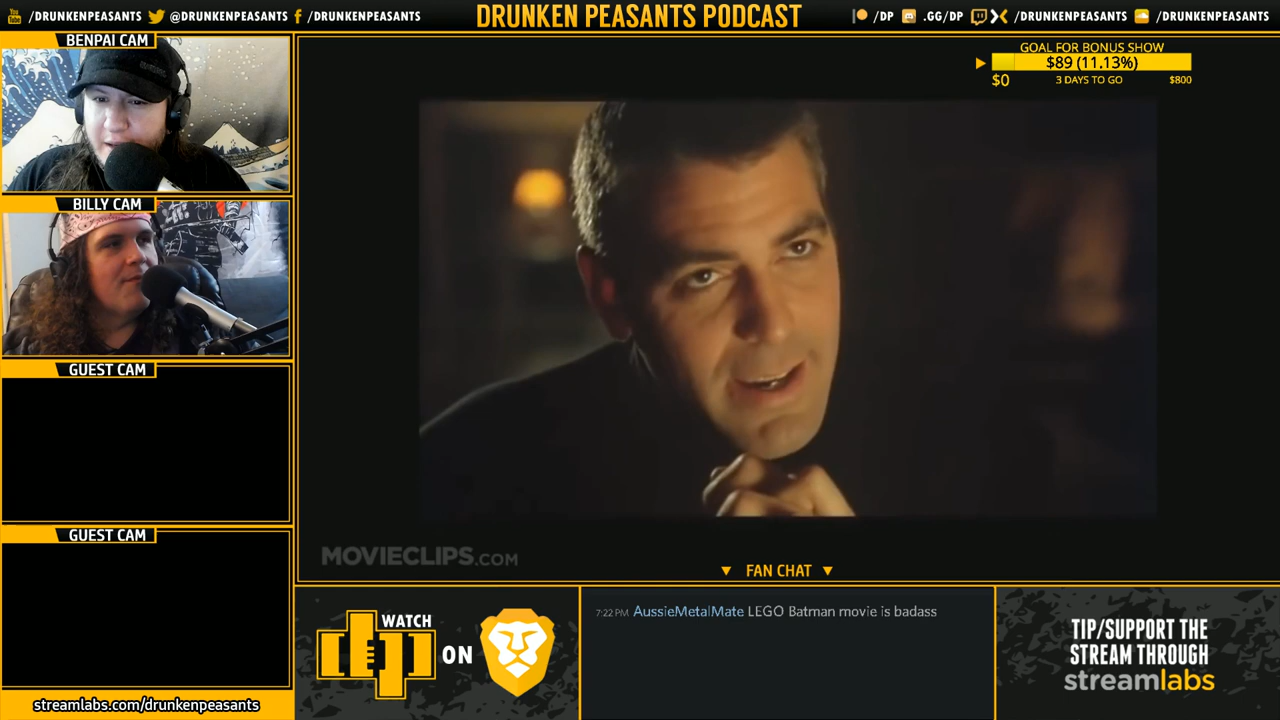 You Tube /DRUNKENPEASANTS @DRUNKENPEASANTS f /DRUNKENPEASANTS DRUNKEN PEASANTS PODCAST /DP .GG/DP /DRUNKENPEASANTS /DRUNKENPEASANTS
BENPAI CAM
GOAL FOR BONUS SHOW
$89 (11.13%)
$0 3 DAYS TO GO $800
BILLY CAM
GUEST CAM
GUEST CAM
MOVIECLIPS.COM
▼ FAN CHAT ▼
WATCH
ON
7:22 PM AussieMetalMate LEGO Batman movie is badass
TIP/SUPPORT THE
STREAM THROUGH
streamlabs
streamlabs.com/drunkenpeasants